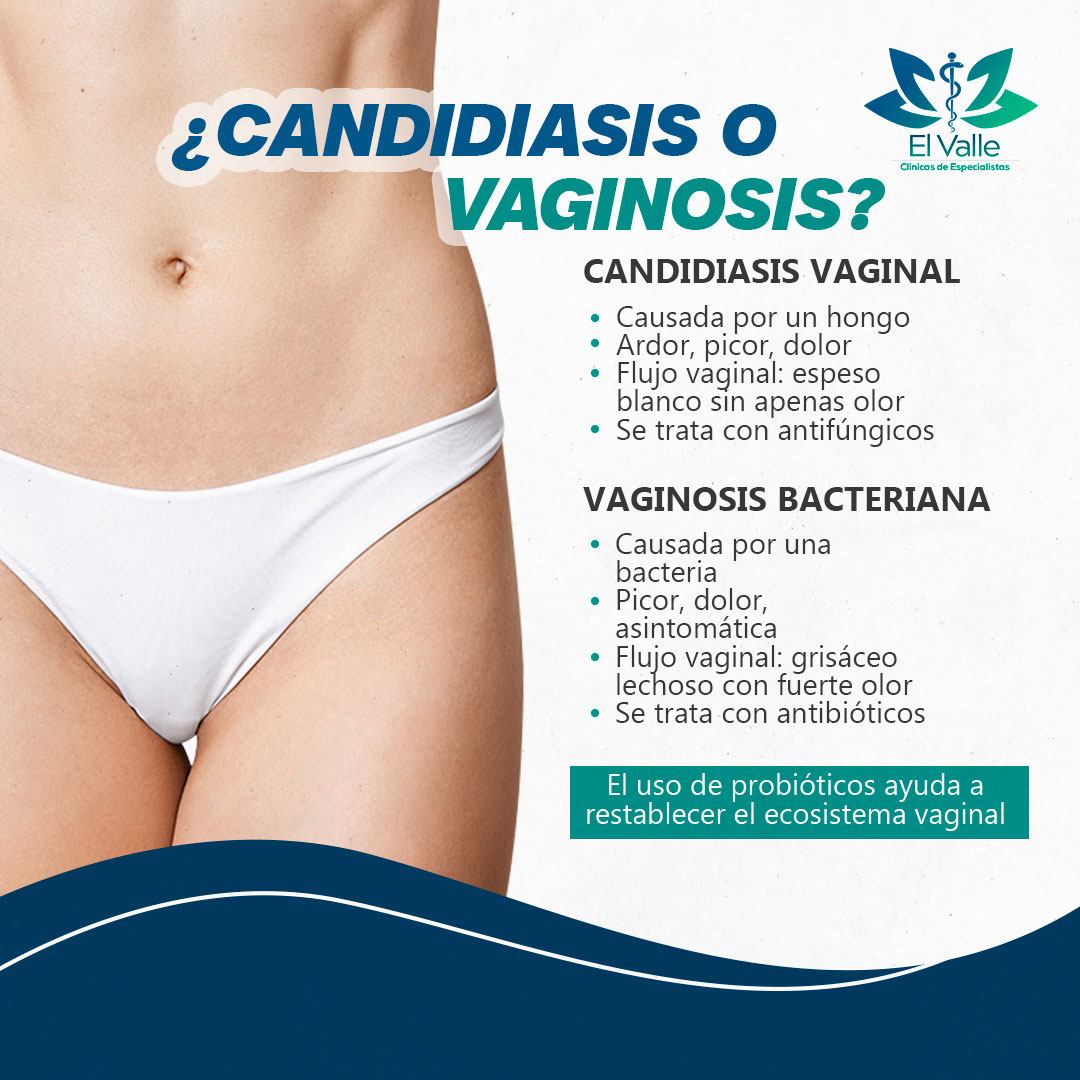 ¿CANDIDIASIS O
VAGINOSIS?
El Valle
Clínicas de Especialistas
CANDIDIASIS VAGINAL
• Causada por un hongo
• Ardor, picor, dolor
• Flujo vaginal: espeso
blanco sin apenas olor
• Se trata con antifúngicos
VAGINOSIS BACTERIANA
• Causada por una
bacteria
• Picor, dolor,
asintomática
• Flujo vaginal: grisáceo
lechoso con fuerte olor
• Se trata con antibióticos
El uso de probióticos ayuda a
restablecer el ecosistema vaginal